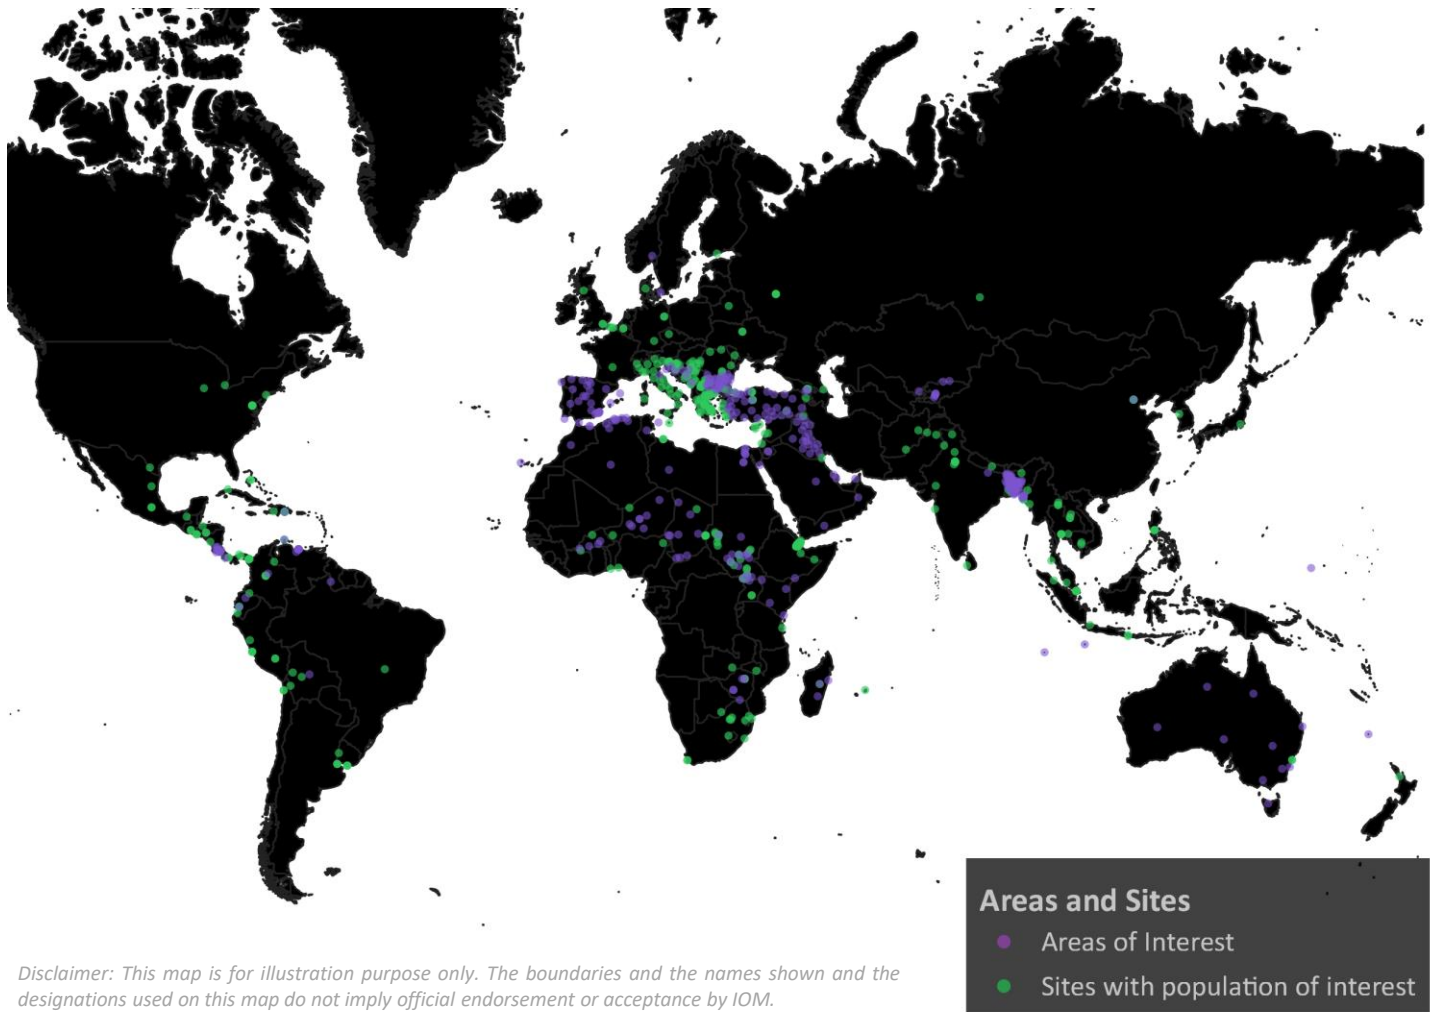 Areas and Sites
Areas of Interest
Sites with population of interest
Disclaimer: This map is for illustration purpose only. The boundaries and the names shown and the
designations used on this map do not imply official endorsement or acceptance by IOM.